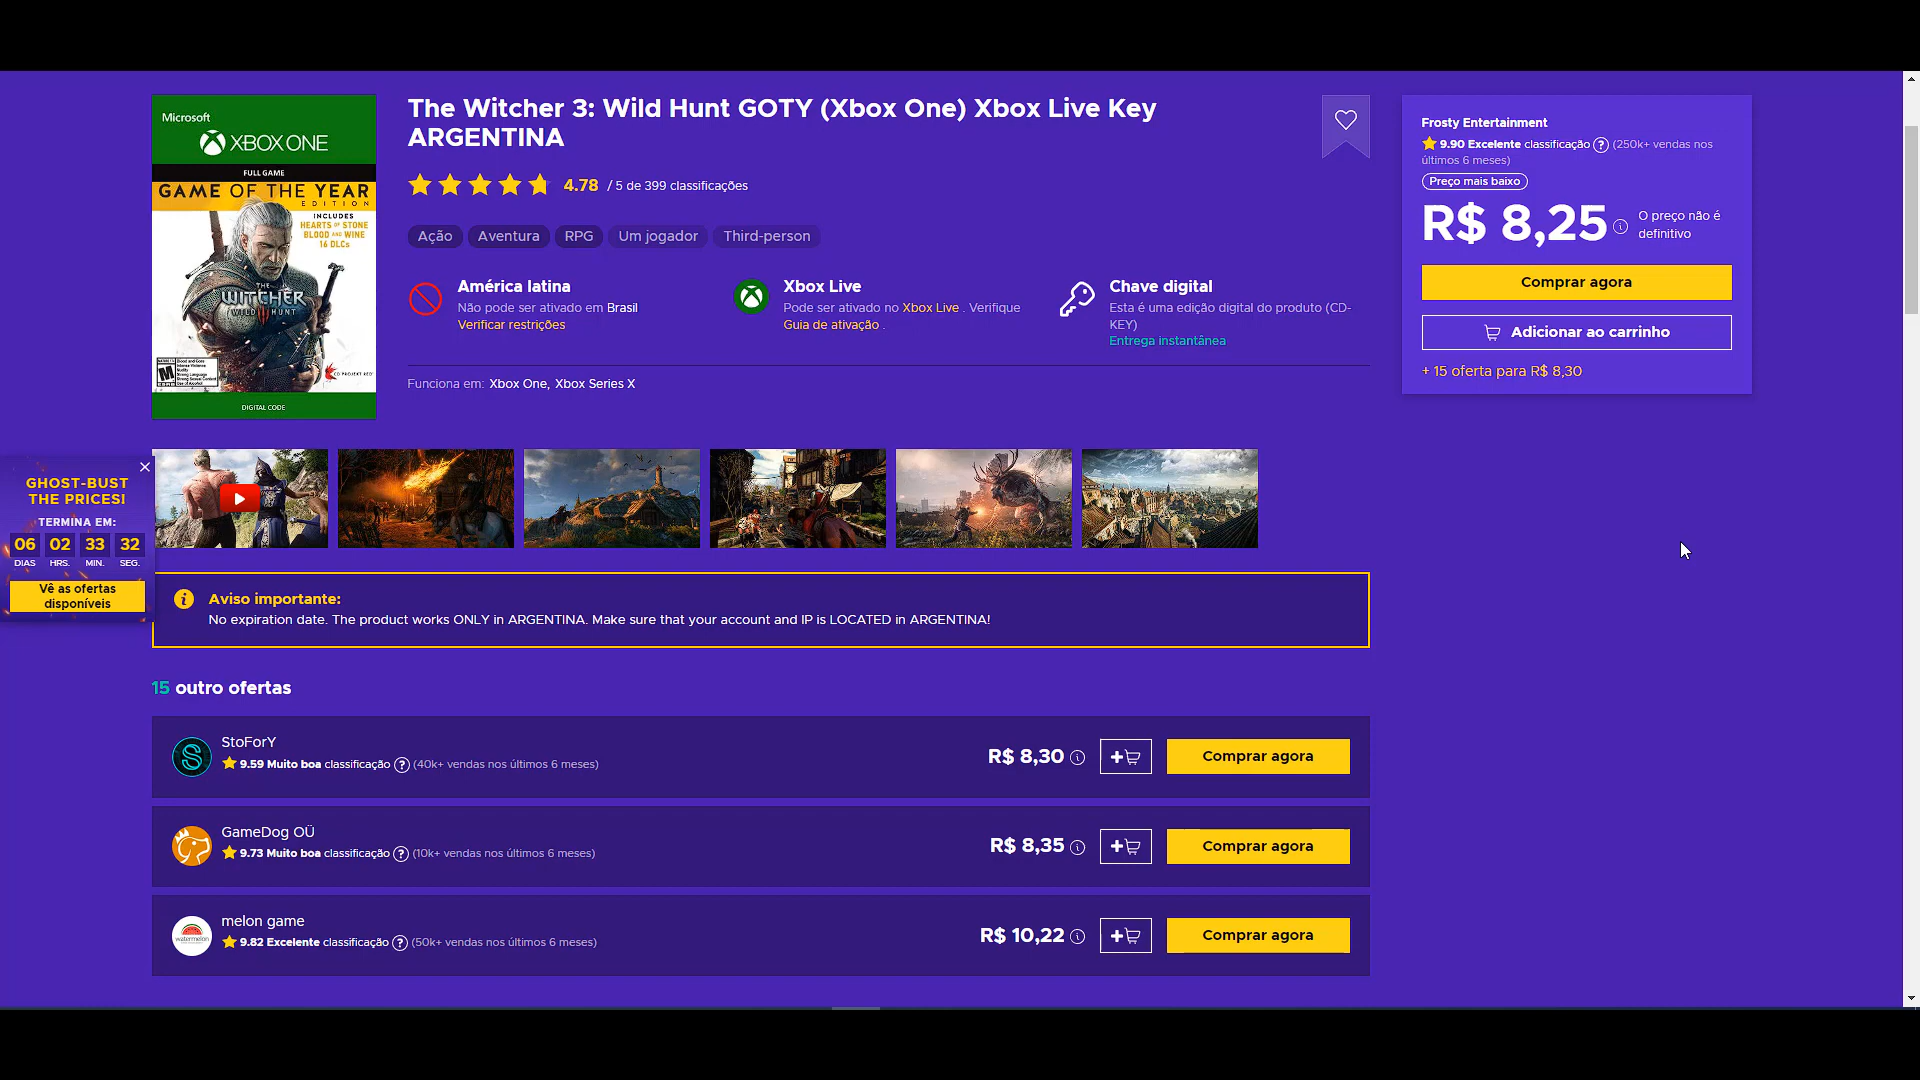 Microsoft
XBOX ONE
FULL GAME
GAME OF THE YEAR
EDITION
INCLUDES
HEARTS OF STONE
BLOOD AND WINE
16 DLCs
THE
WITCHER
WILD HUNT
CD PROJEKT RED
DIGITAL CODE
The Witcher 3: Wild Hunt GOTY (Xbox One) Xbox Live Key
ARGENTINA
4.78 / 5 de 399 classificações
Ação Aventura RPG Um jogador Third-person
América latina
Não pode ser ativado em Brasil
Verificar restrições
Xbox Live
Pode ser ativado no Xbox Live . Verifique
Guia de ativação .
Chave digital
Esta é uma edição digital do produto (CD-
KEY)
Entrega instantânea
Funciona em: Xbox One, Xbox Series X
Frosty Entertainment
9.90 Excelente classificação ? (250k+ vendas nos
últimos 6 meses)
Preço mais baixo
R$ 8,25
O preço não é
definitivo
Comprar agora
Adicionar ao carrinho
+ 15 oferta para R$ 8,30
GHOST-BUST
THE PRICES!
TERMINA EM:
06 02 33 32
DIAS HRS. MIN. SEG.
Vê as ofertas
disponíveis
Aviso importante:
No expiration date. The product works ONLY in ARGENTINA. Make sure that your account and IP is LOCATED in ARGENTINA!
15 outro ofertas
StoForY
9.59 Muito boa classificação ? (40k+ vendas nos últimos 6 meses)
R$ 8,30
Comprar agora
GameDog OÜ
9.73 Muito boa classificação ? (10k+ vendas nos últimos 6 meses)
R$ 8,35
Comprar agora
melon game
watermelon
9.82 Excelente classificação ? (50k+ vendas nos últimos 6 meses)
R$ 10,22
Comprar agora